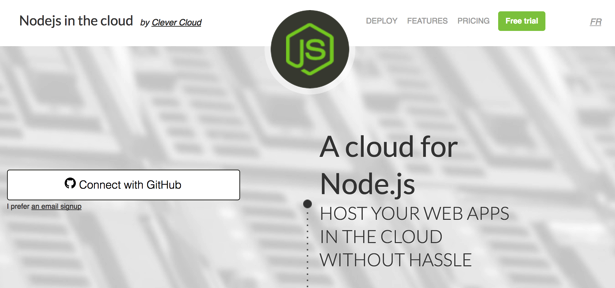 Nodejs in the cloud by Clever Cloud
DEPLOY FEATURES PRICING Free trial FR
JS
A cloud for
Node.js
Connect with GitHub
I prefer an email signup
HOST YOUR WEB APPS
IN THE CLOUD
WITHOUT HASSLE